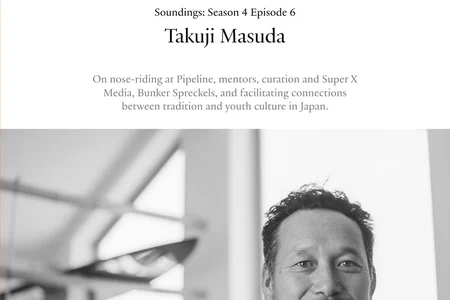 Soundings: Season 4 Episode 6
Takuji Masuda
On nose-riding at Pipeline, mentors, curation and Super X
Media, Bunker Spreckels, and facilitating connections
between tradition and youth culture in Japan.